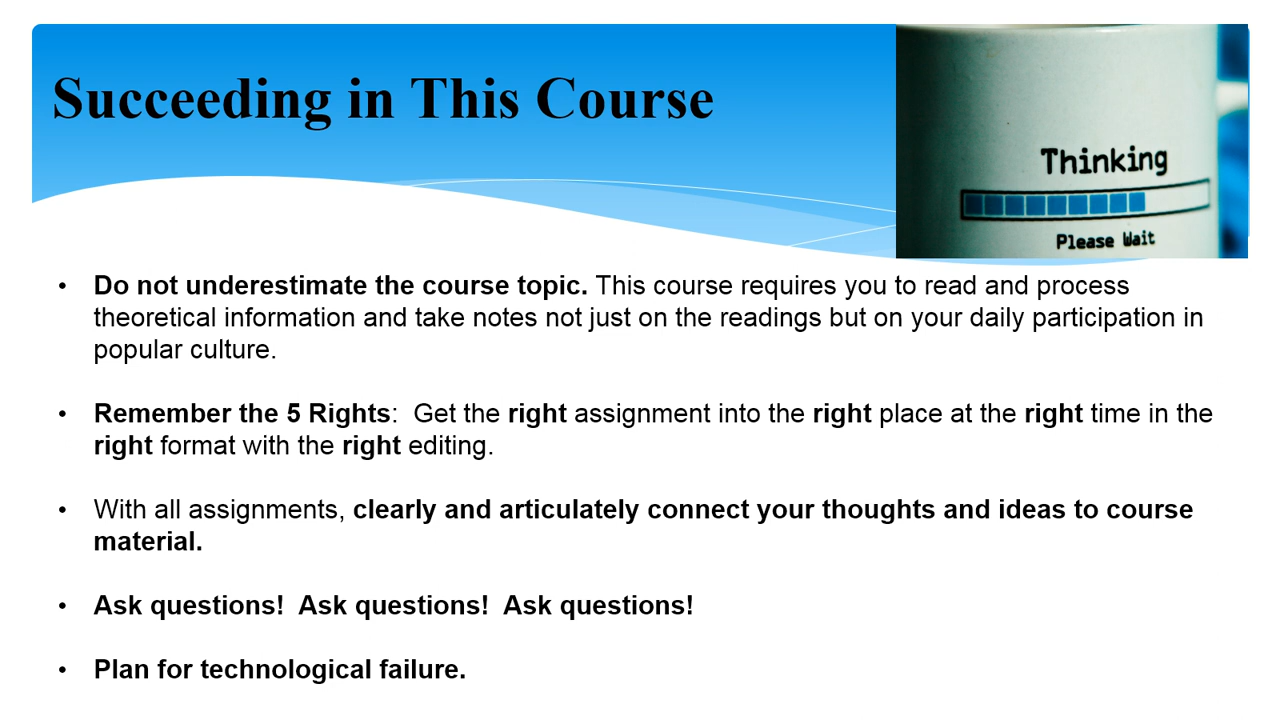 Succeeding in This Course
Thinking
Please Wait
• Do not underestimate the course topic. This course requires you to read and process
theoretical information and take notes not just on the readings but on your daily participation in
popular culture.
• Remember the 5 Rights:  Get the right assignment into the right place at the right time in the
right format with the right editing.
• With all assignments, clearly and articulately connect your thoughts and ideas to course
material.
• Ask questions!  Ask questions!  Ask questions!
• Plan for technological failure.